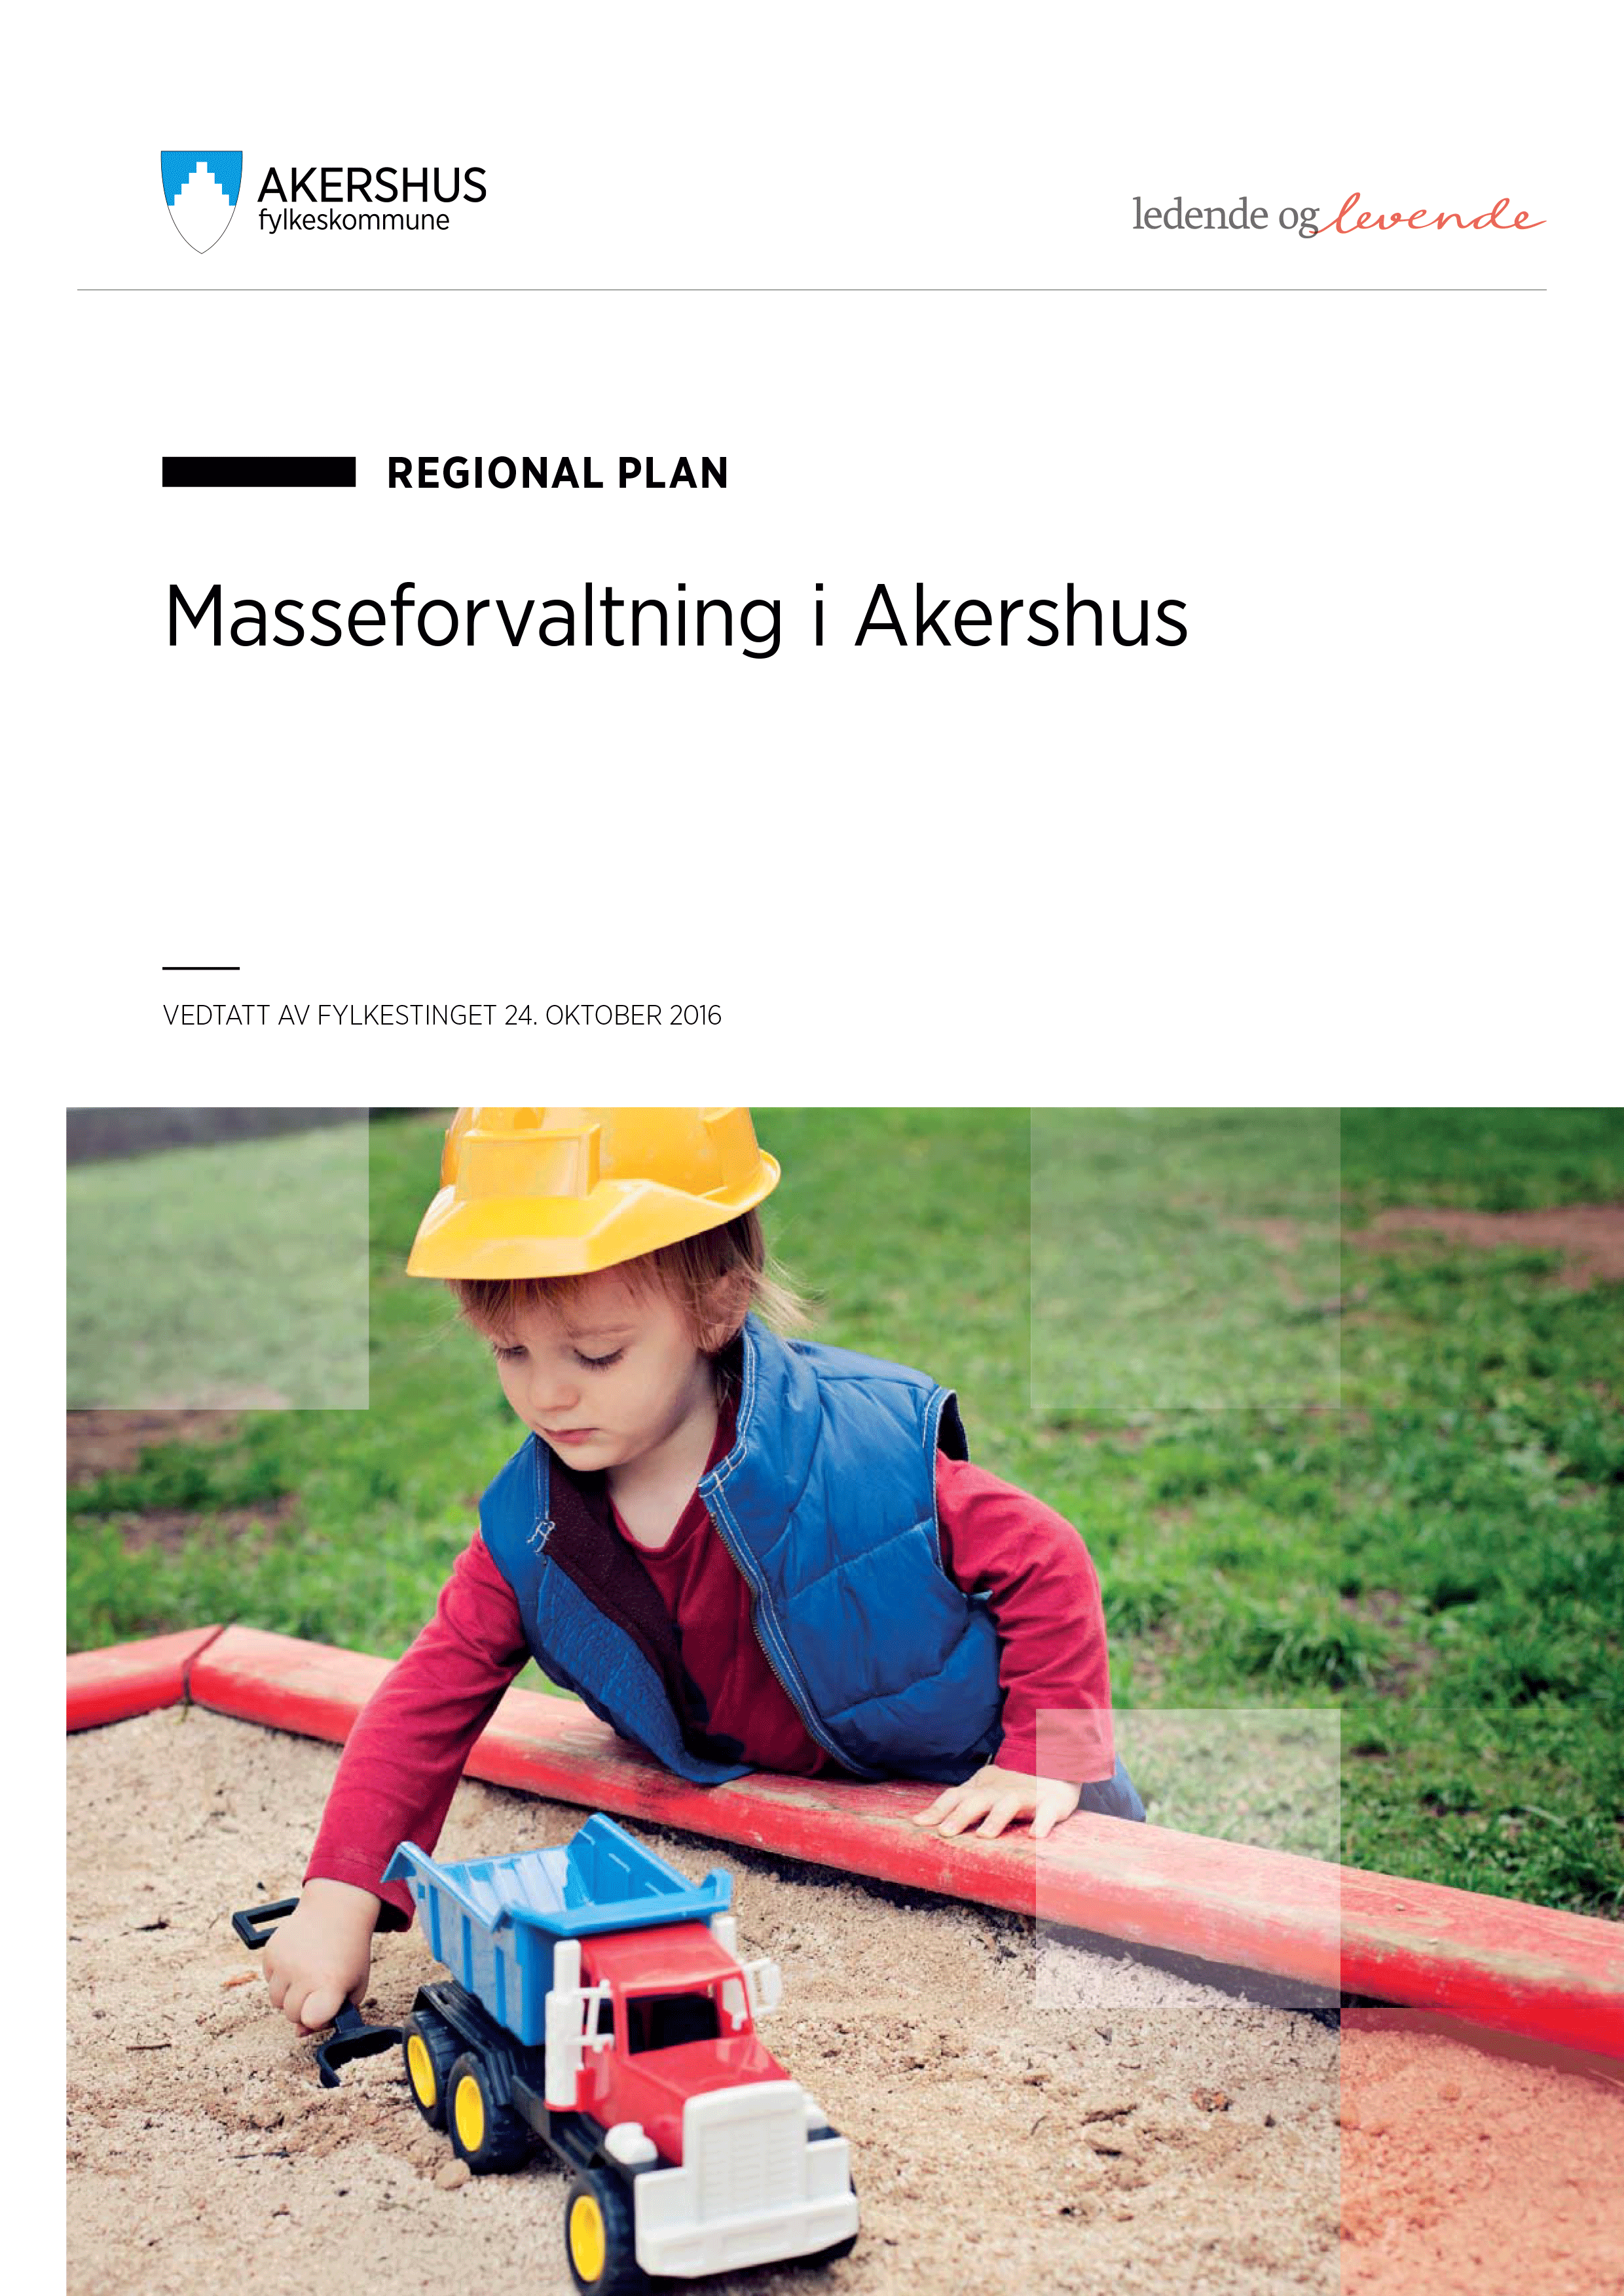 AKERSHUS
fylkeskommune
ledende og levende
REGIONAL PLAN
Masseforvaltning i Akershus
VEDTATT AV FYLKESTINGET 24. OKTOBER 2016